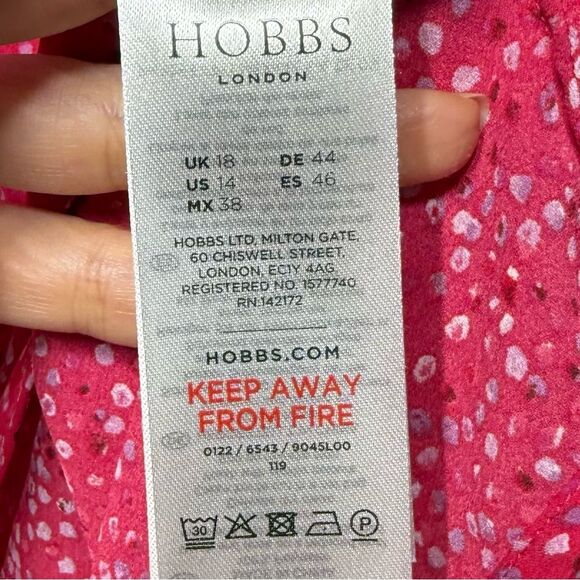 HOBBS
LONDON
UK 18 DE 44
US 14 ES 46
MX 38
HOBBS LTD, MILTON GATE,
60 CHISWELL STREET,
LONDON, EC1Y 4AG
REGISTERED NO. 1577740
RN 142172
HOBBS.COM
KEEP AWAY
FROM FIRE
0122 / 6543 / 9045L00
119
30
P